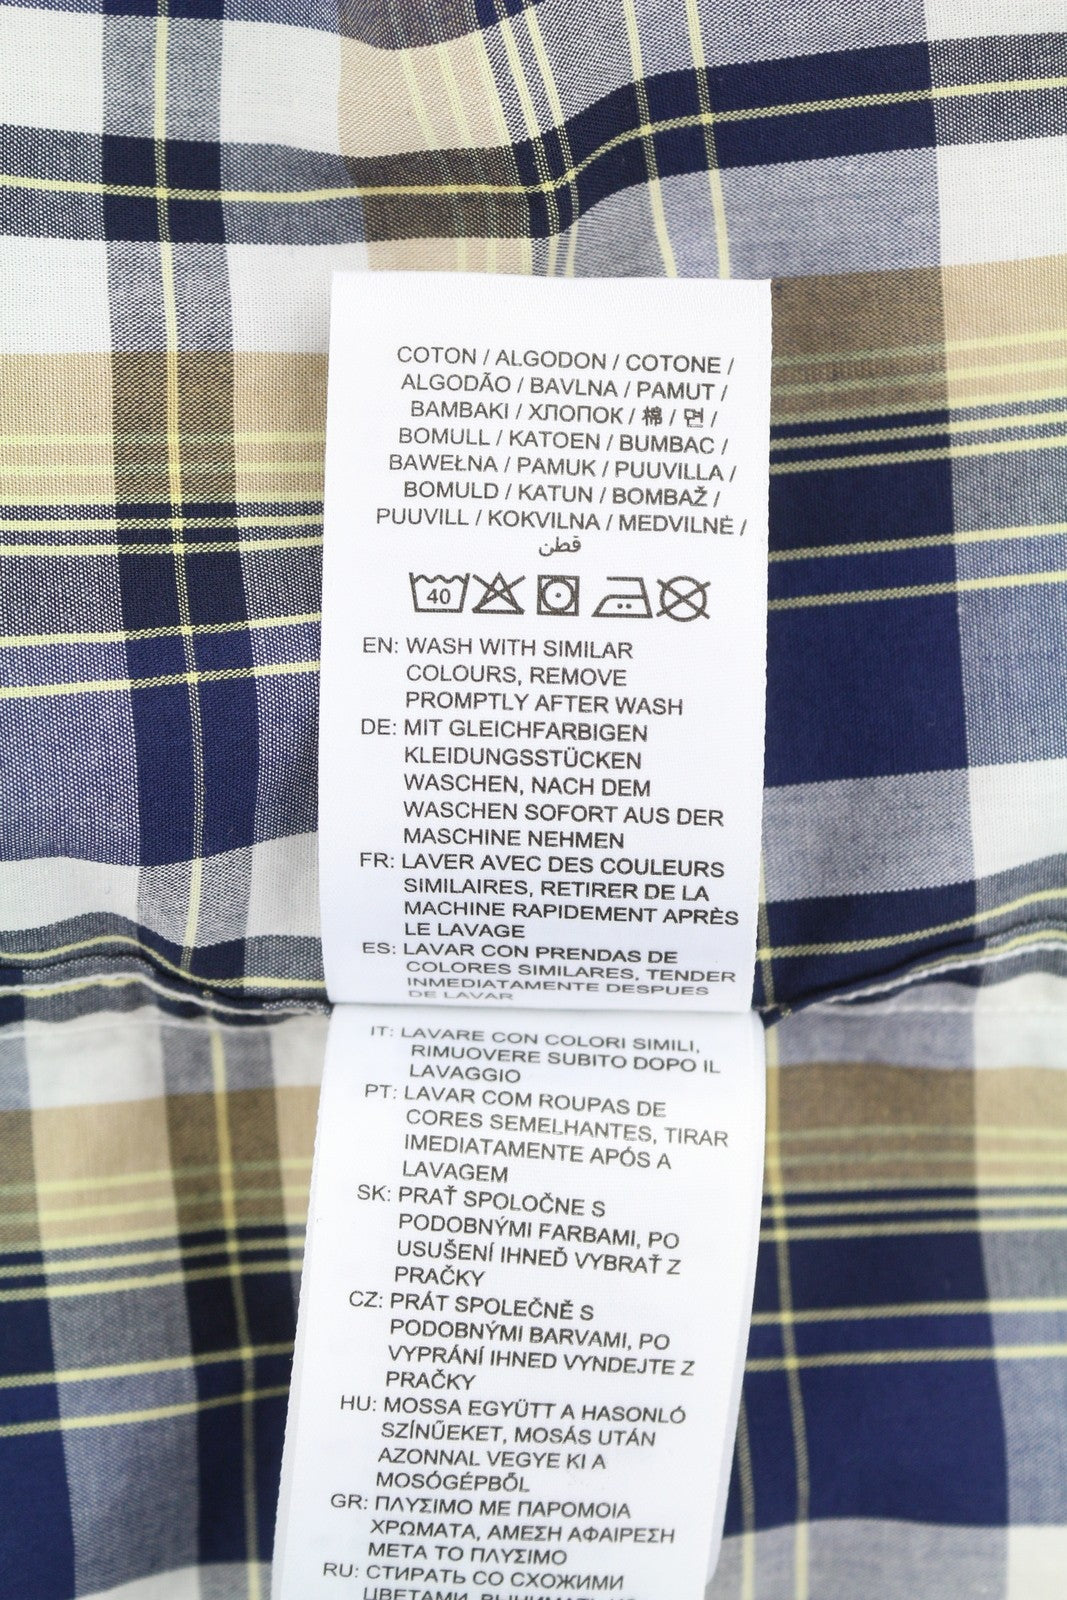 COTON / ALGODON / COTONE /
ALGODÃO / BAVLNA / PAMUT /
BAMBAKI / ХЛОПОК / 棉 / 면 /
BOMULL / KATOEN / BUMBAC /
BAWEŁNA / PAMUK / PUUVILLA /
BOMULD / KATUN / BOMBAŽ /
PUUVILL / KOKVILNA / MEDVILNĖ /
قطن
40
EN: WASH WITH SIMILAR
COLOURS, REMOVE
PROMPTLY AFTER WASH
DE: MIT GLEICHFARBIGEN
KLEIDUNGSSTÜCKEN
WASCHEN, NACH DEM
WASCHEN SOFORT AUS DER
MASCHINE NEHMEN
FR: LAVER AVEC DES COULEURS
SIMILAIRES, RETIRER DE LA
MACHINE RAPIDEMENT APRÈS
LE LAVAGE
ES: LAVAR CON PRENDAS DE
COLORES SIMILARES, TENDER
INMEDIATAMENTE DESPUES
DE LAVAR
IT: LAVARE CON COLORI SIMILI,
RIMUOVERE SUBITO DOPO IL
LAVAGGIO
PT: LAVAR COM ROUPAS DE
CORES SEMELHANTES, TIRAR
IMEDIATAMENTE APÓS A
LAVAGEM
SK: PRAŤ SPOLOČNE S
PODOBNÝMI FARBAMI, PO
USUŠENÍ IHNEĎ VYBRAŤ Z
PRAČKY
CZ: PRÁT SPOLEČNĚ S
PODOBNÝMI BARVAMI, PO
VYPRÁNÍ IHNED VYNDEJTE Z
PRAČKY
HU: MOSSA EGYÜTT A HASONLÓ
SZÍNŰEKET, MOSÁS UTÁN
AZONNAL VEGYE KI A
MOSÓGÉPBŐL
GR: ΠΛΥΣΙΜΟ ΜΕ ΠΑΡΟΜΟΙΑ
ΧΡΩΜΑΤΑ, ΑΜΕΣΗ ΑΦΑΙΡΕΣΗ
ΜΕΤΑ ΤΟ ΠΛΥΣΙΜΟ
RU: СТИРАТЬ СО СХОЖИМИ
ЦВЕТАМИ,